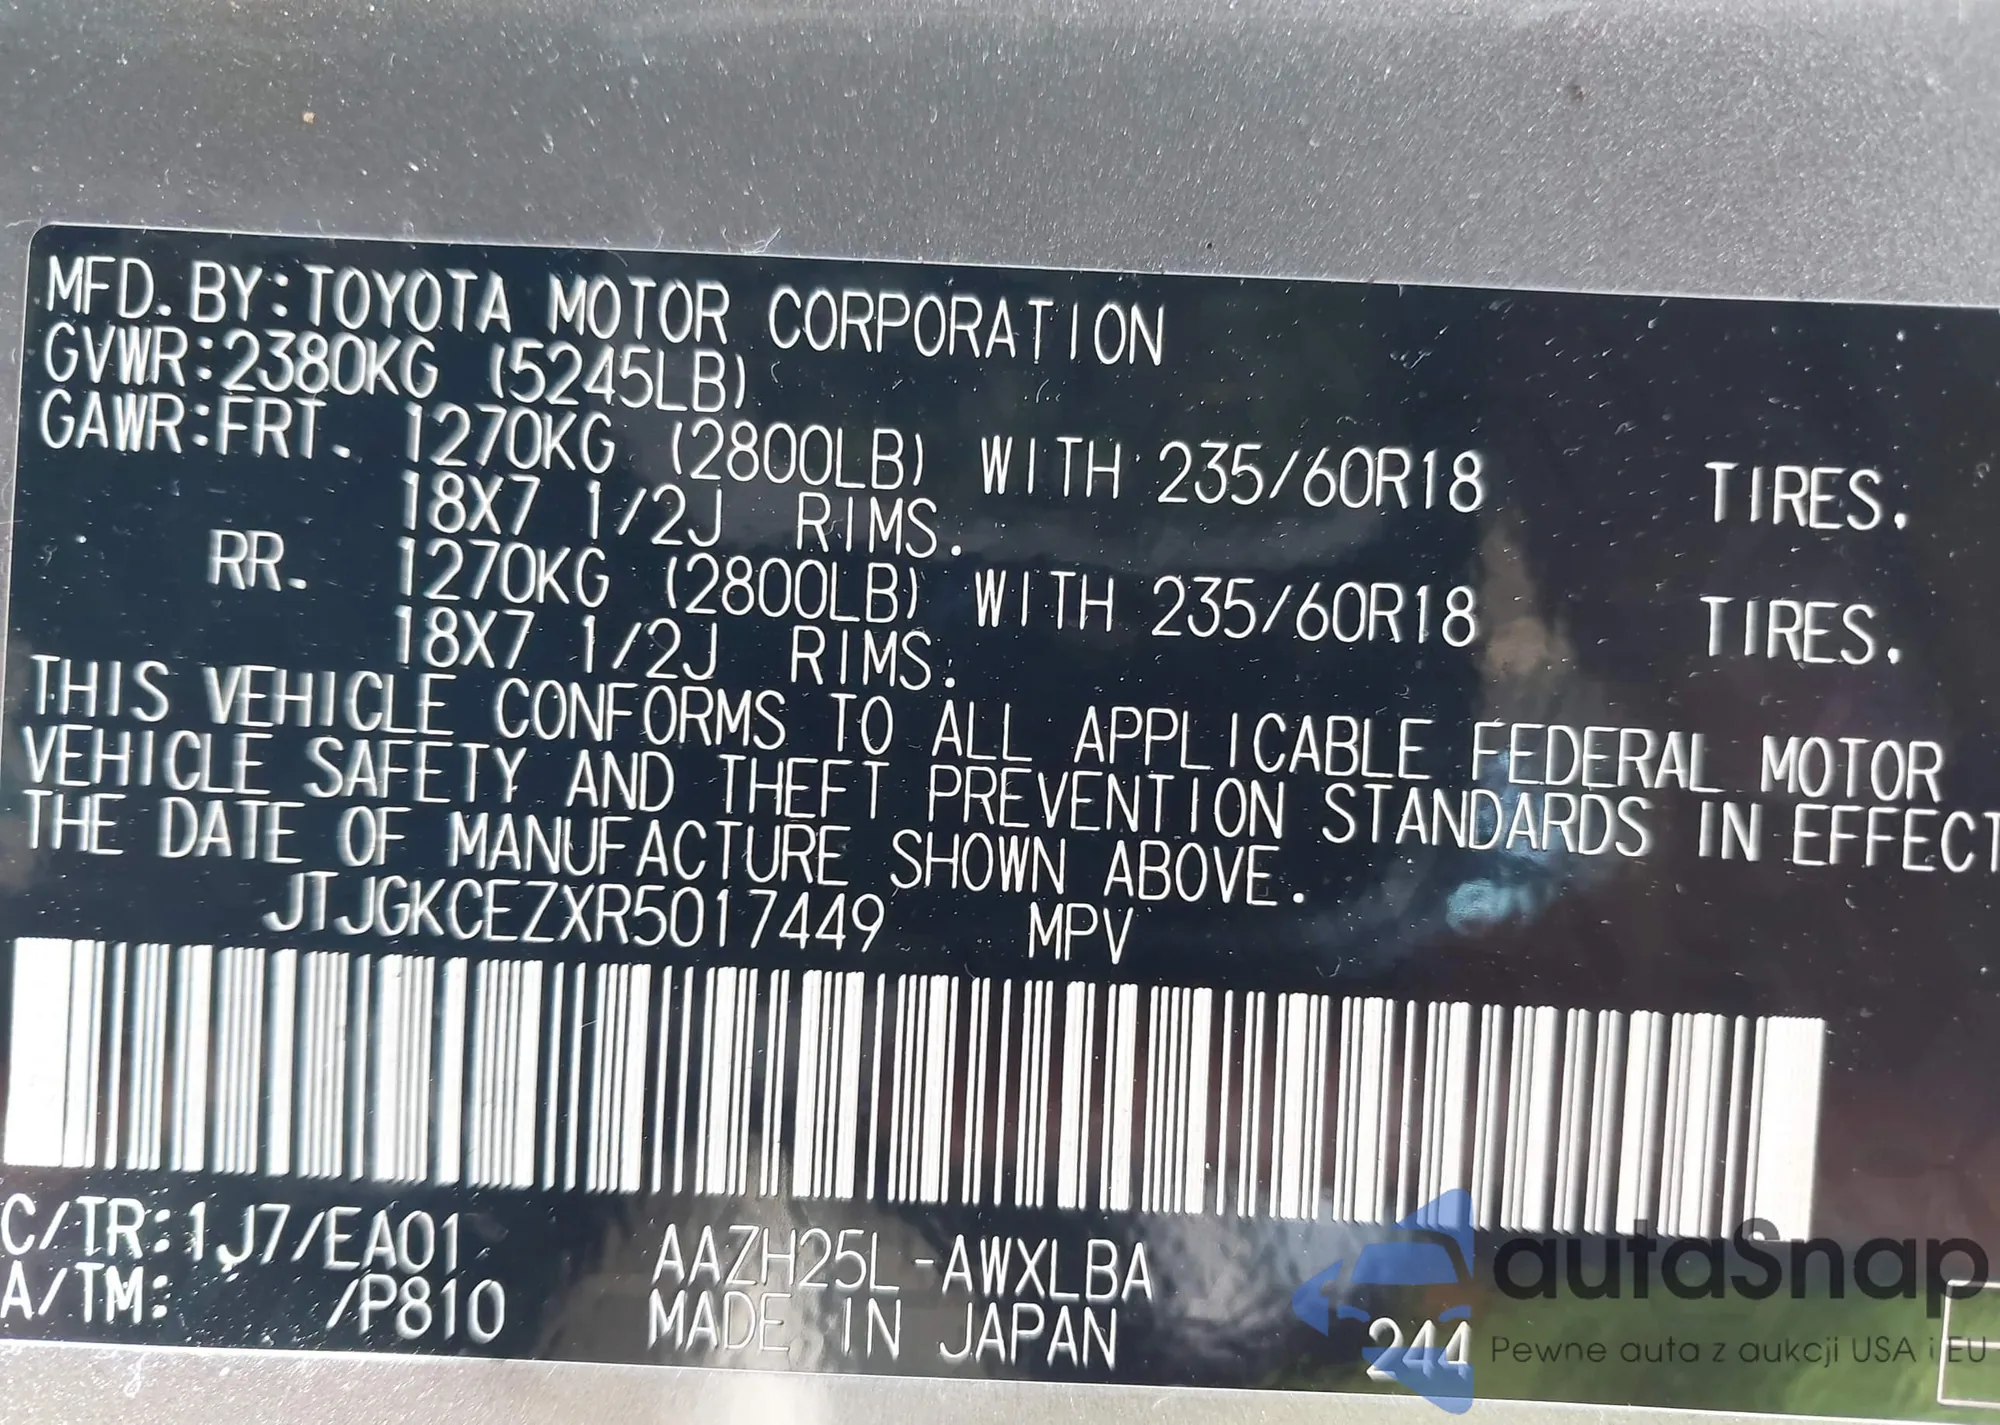 MFD. BY:TOYOTA MOTOR CORPORATION
GVWR:2380KG (5245LB)
GAWR:FRT. 1270KG (2800LB) WITH 235/60R18 TIRES.
18X7 1/2J RIMS.
RR. 1270KG (2800LB) WITH 235/60R18 TIRES.
18X7 1/2J RIMS.
THIS VEHICLE CONFORMS TO ALL APPLICABLE FEDERAL MOTOR
VEHICLE SAFETY AND THEFT PREVENTION STANDARDS IN EFFECT
THE DATE OF MANUFACTURE SHOWN ABOVE.
JTJGKCEZXR5017449 MPV
C/TR:1J7/EA01 AAZH25L-AWXLBA
A/TM: /P810 MADE IN JAPAN 244
autaSnap
Pewne auta z aukcji USA i EU